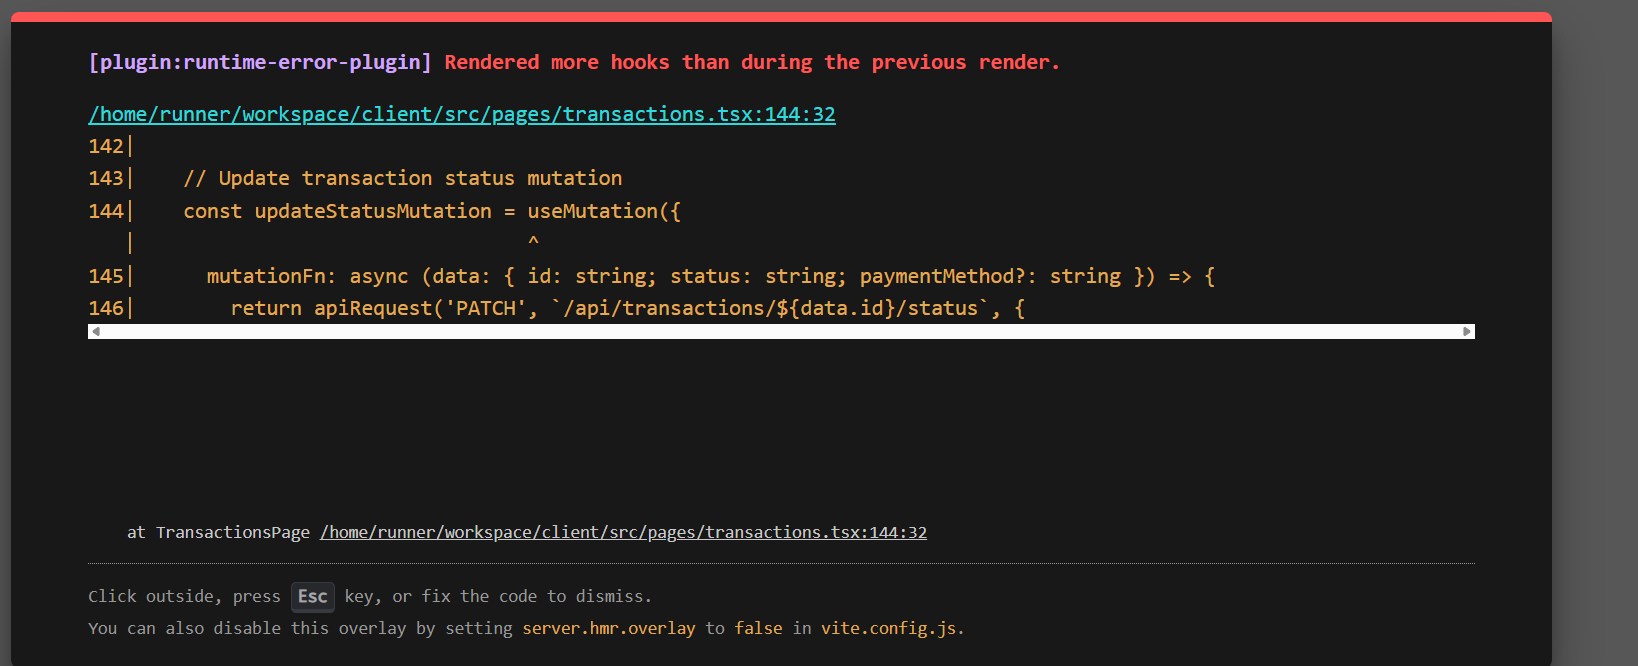 [plugin:runtime-error-plugin] Rendered more hooks than during the previous render.
/home/runner/workspace/client/src/pages/transactions.tsx:144:32
142|
143|    // Update transaction status mutation
144|    const updateStatusMutation = useMutation({
   |                                 ^
145|      mutationFn: async (data: { id: string; status: string; paymentMethod?: string }) => {
146|        return apiRequest('PATCH', `/api/transactions/${data.id}/status`, {
at TransactionsPage /home/runner/workspace/client/src/pages/transactions.tsx:144:32
Click outside, press Esc key, or fix the code to dismiss.
You can also disable this overlay by setting server.hmr.overlay to false in vite.config.js.